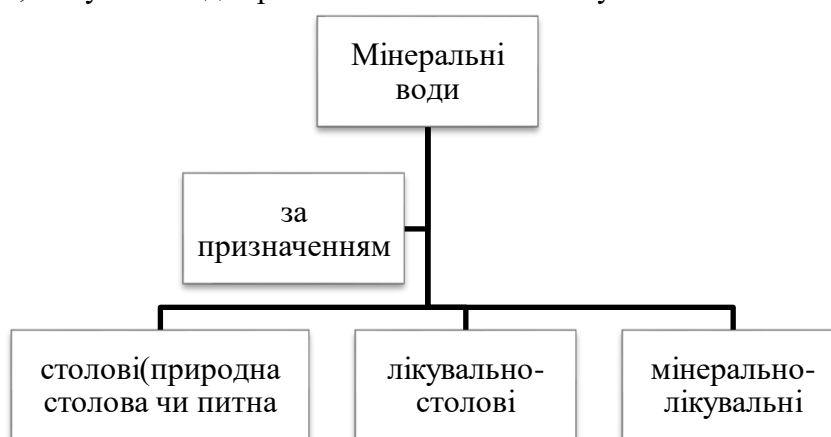 Мінеральні
води
за
призначенням
столові(природна
столова чи питна
лікувально-
столові
мінерально-
лікувальні